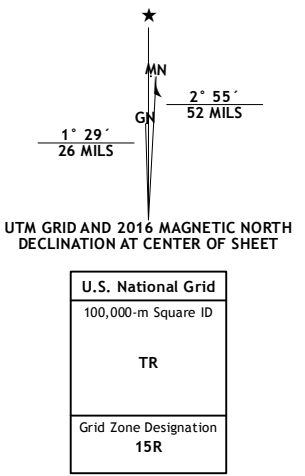 ★
MN
GN
2° 55´
52 MILS
1° 29´
26 MILS
UTM GRID AND 2016 MAGNETIC NORTH
DECLINATION AT CENTER OF SHEET
U.S. National Grid
100,000-m Square ID
TR
Grid Zone Designation
15R